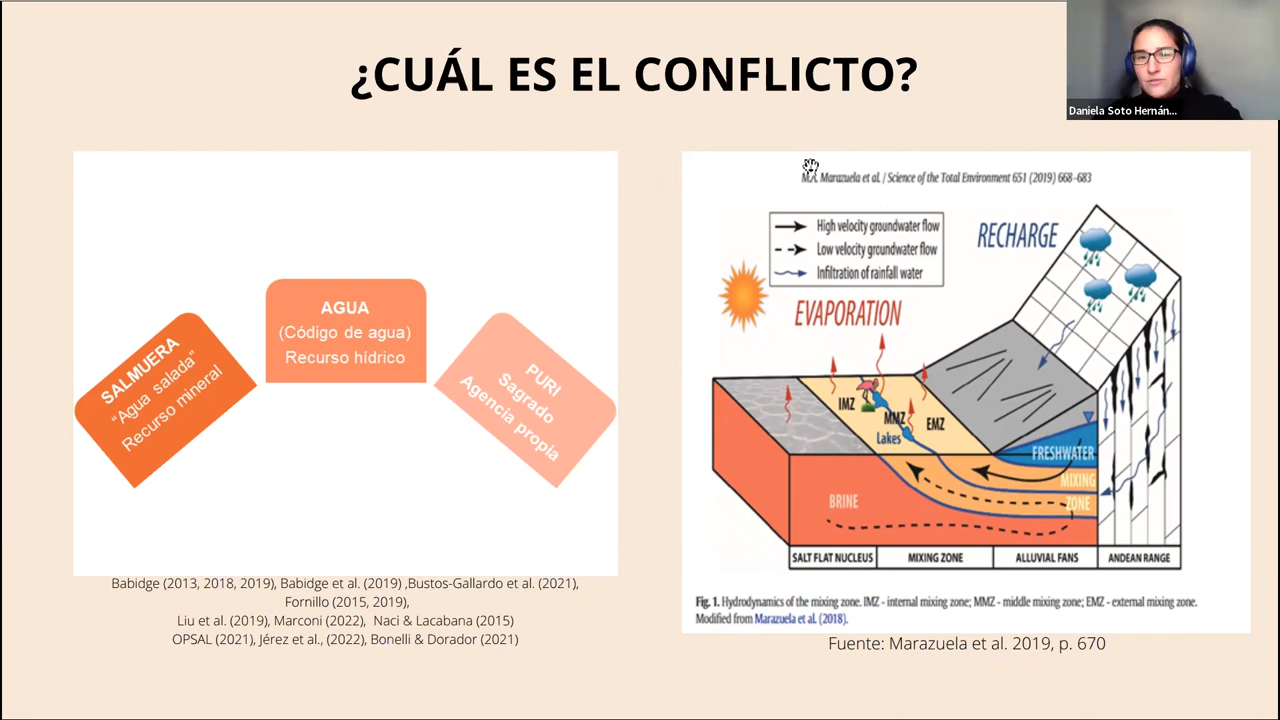 ¿CUÁL ES EL CONFLICTO?
Daniela Soto Hernán...
SALMUERA
"Agua salada"
Recurso mineral
AGUA
(Código de agua)
Recurso hídrico
PURI
Sagrado
Agencia propia
Babidge (2013, 2018, 2019), Babidge et al. (2019) ,Bustos-Gallardo et al. (2021),
Fornillo (2015, 2019),
Liu et al. (2019), Marconi (2022), Naci & Lacabana (2015)
OPSAL (2021), Jérez et al., (2022), Bonelli & Dorador (2021)
M.A. Marazuela et al. / Science of the Total Environment 651 (2019) 668–683
High velocity groundwater flow
Low velocity groundwater flow
Infiltration of rainfall water
RECHARGE
EVAPORATION
IMZ
MMZ
EMZ
Lakes
FRESHWATER
MIXING
ZONE
BRINE
SALT FLAT NUCLEUS
MIXING ZONE
ALLUVIAL FANS
ANDEAN RANGE
Fig. 1. Hydrodynamics of the mixing zone. IMZ - internal mixing zone; MMZ - middle mixing zone; EMZ - external mixing zone.
Modified from Marazuela et al. (2018).
Fuente: Marazuela et al. 2019, p. 670